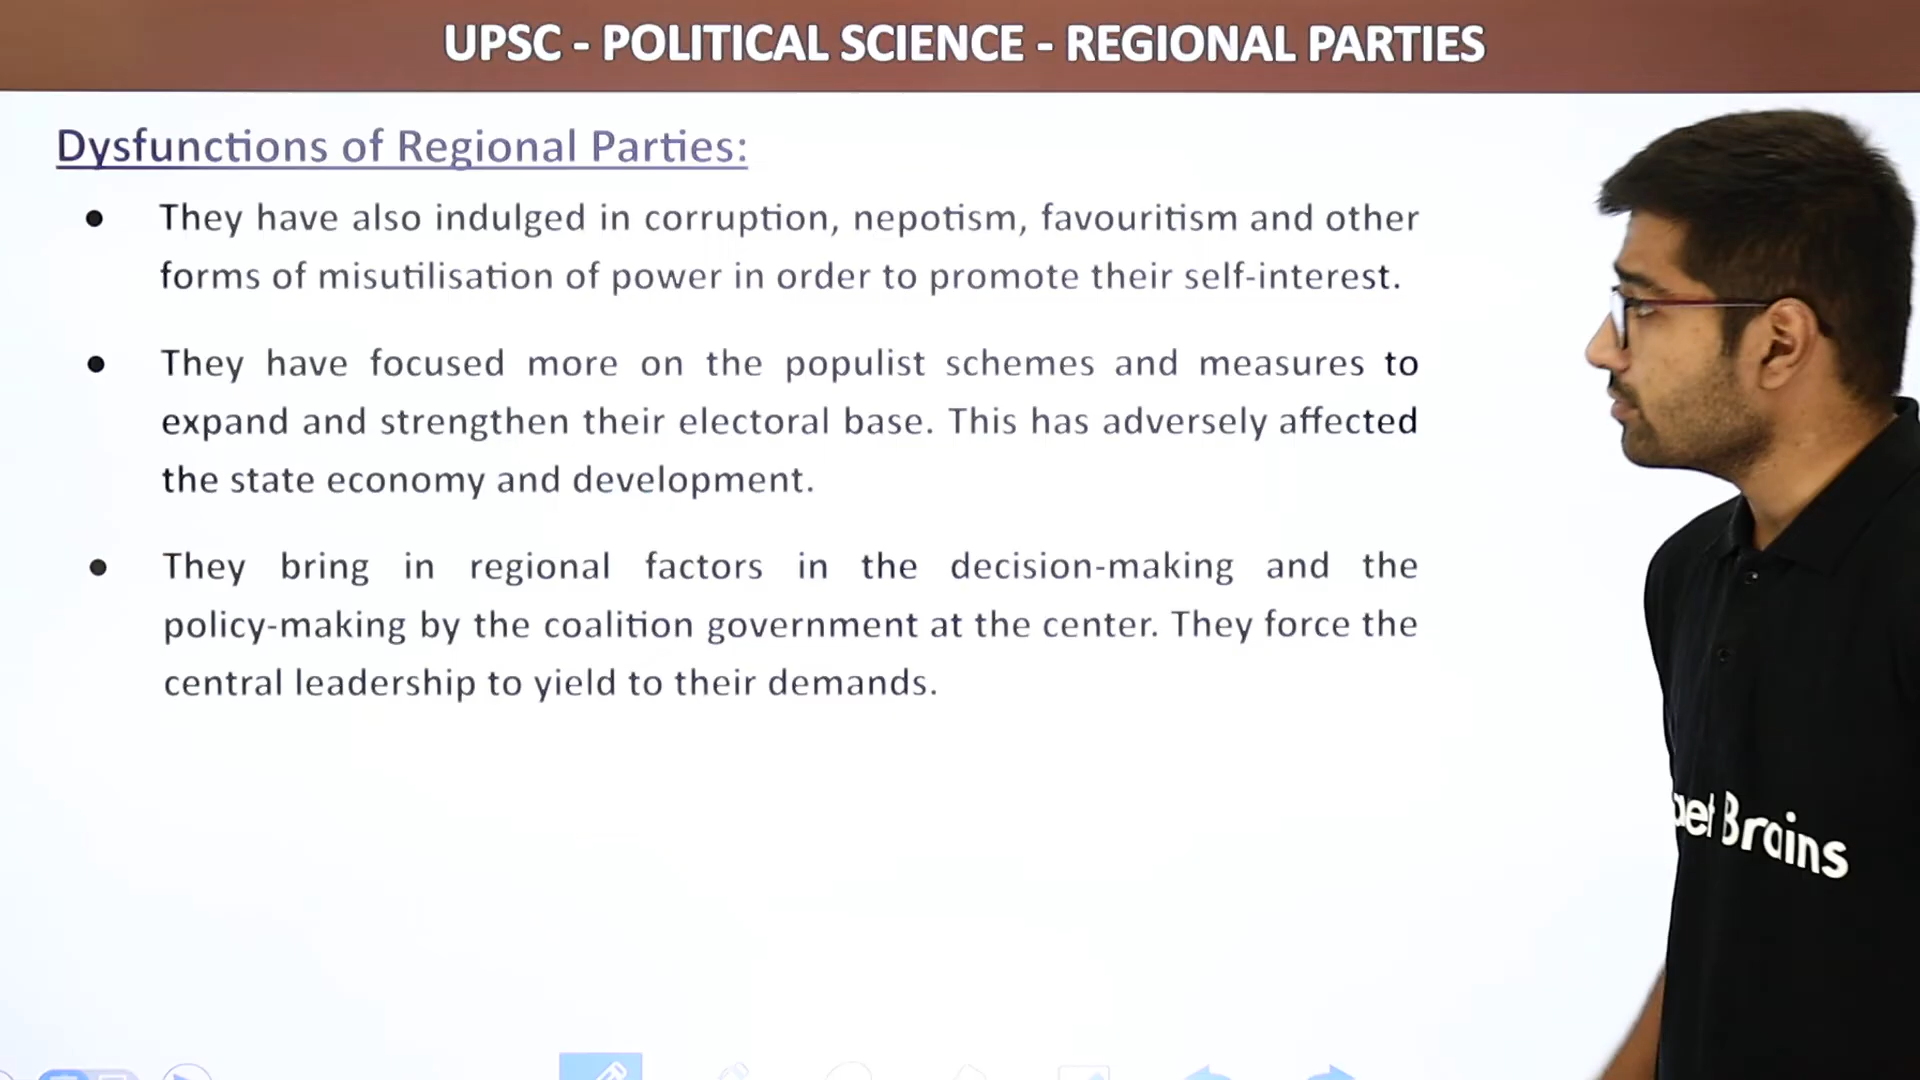 UPSC - POLITICAL SCIENCE - REGIONAL PARTIES
Dysfunctions of Regional Parties:
● They have also indulged in corruption, nepotism, favouritism and other
forms of misutilisation of power in order to promote their self-interest.
● They have focused more on the populist schemes and measures to
expand and strengthen their electoral base. This has adversely affected
the state economy and development.
● They bring in regional factors in the decision-making and the
policy-making by the coalition government at the center. They force the
central leadership to yield to their demands.
Brains